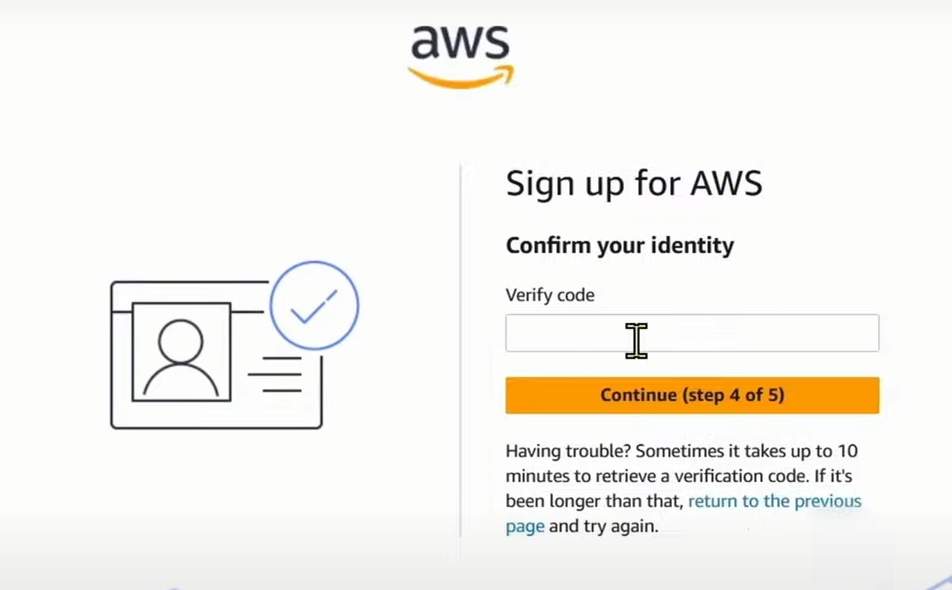 aws
Sign up for AWS
Confirm your identity
Verify code
Continue (step 4 of 5)
Having trouble? Sometimes it takes up to 10
minutes to retrieve a verification code. If it's
been longer than that, return to the previous
page and try again.